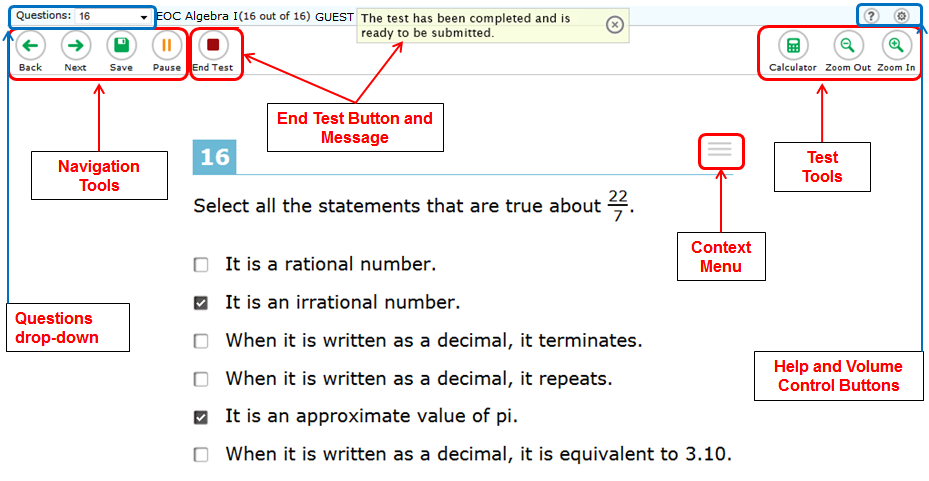 Questions: 16 EOC Algebra I(16 out of 16) GUEST
The test has been completed and is
ready to be submitted.
Back Next Save Pause End Test
Calculator Zoom Out Zoom In
End Test Button and
Message
Navigation
Tools
Test
Tools
16
Context
Menu
Select all the statements that are true about 22/7.
It is a rational number.
It is an irrational number.
When it is written as a decimal, it terminates.
When it is written as a decimal, it repeats.
It is an approximate value of pi.
When it is written as a decimal, it is equivalent to 3.10.
Questions
drop-down
Help and Volume
Control Buttons